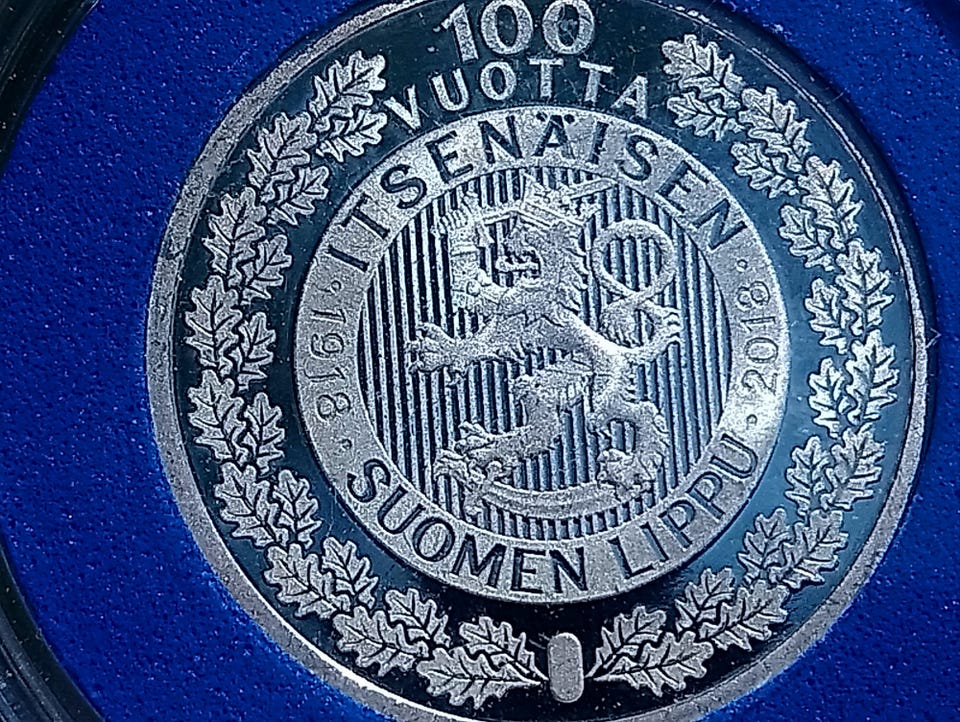 100
VUOTTA
ITSENÄISEN
·1918·
·2018·
SUOMEN LIPPU